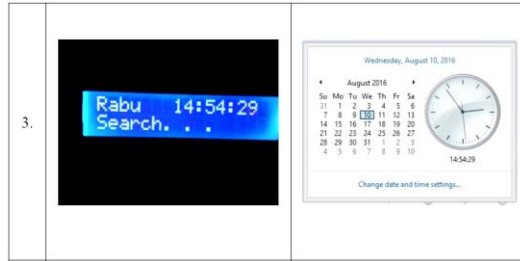 3.
Rabu 14:54:29
Search. . .
Wednesday, August 10, 2016
August 2016
Su Mo Tu We Th Fr Sa
31 1 2 3 4 5 6
7 8 9 10 11 12 13
14 15 16 17 18 19 20
21 22 23 24 25 26 27
28 29 30 31 1 2 3
4 5 6 7 8 9 10
14:54:29
Change date and time settings...